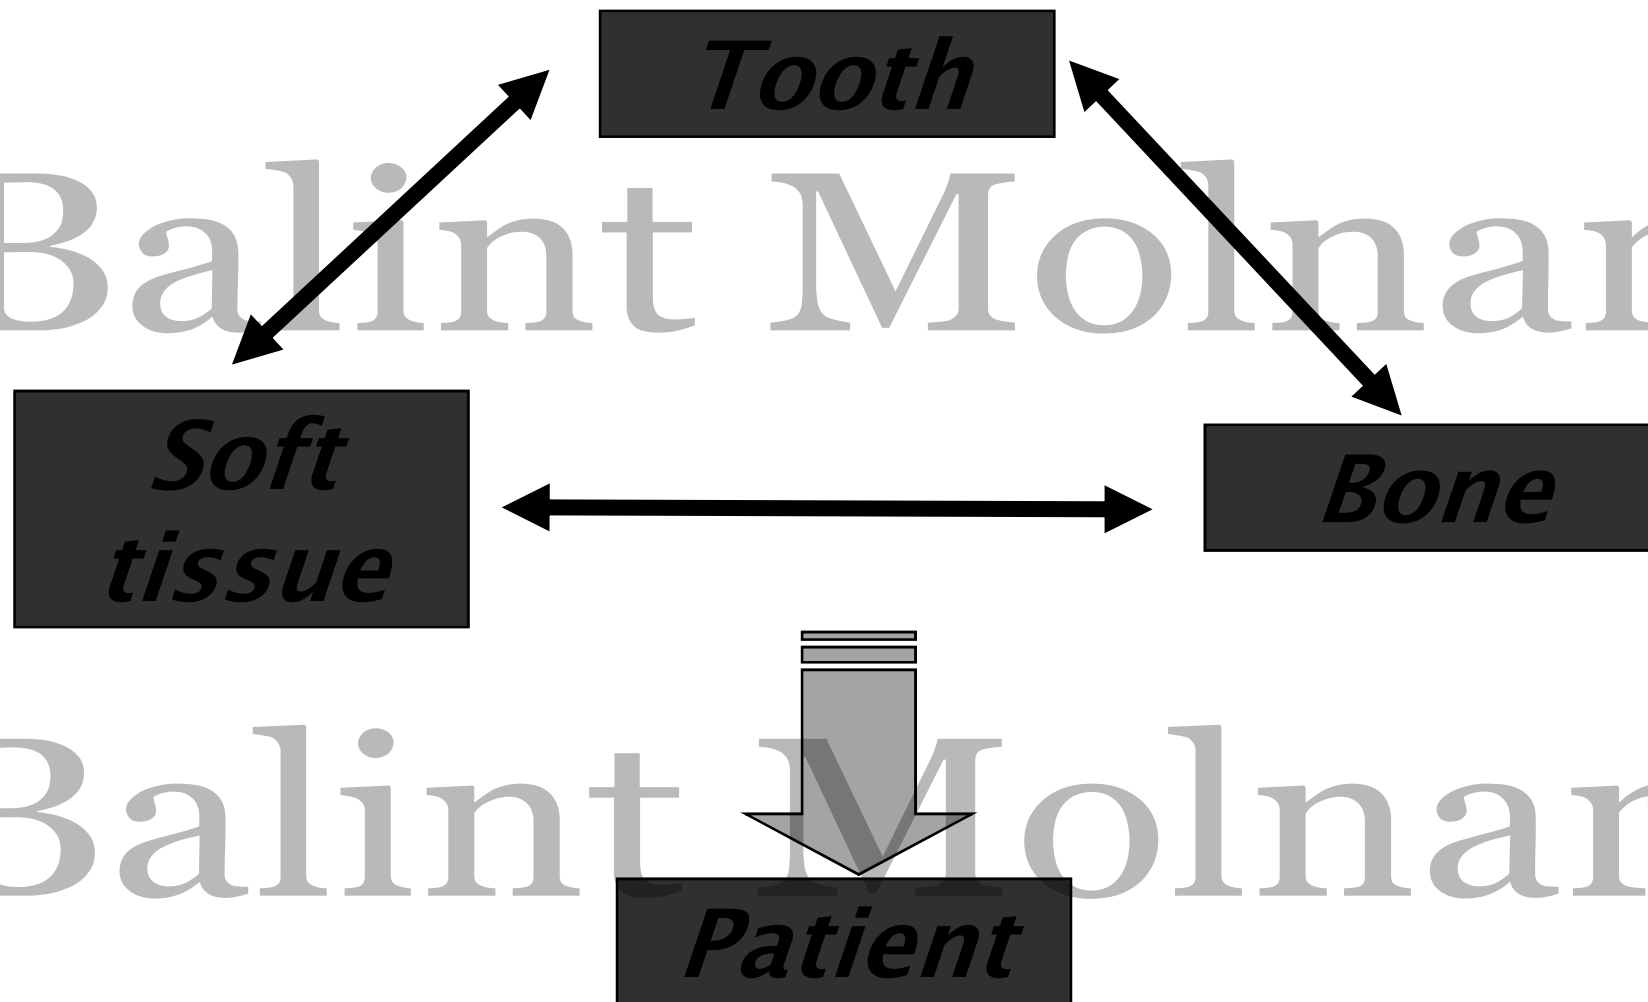 Tooth
Balint Molnar
Soft
tissue
Bone
Balint Molnar
Patient